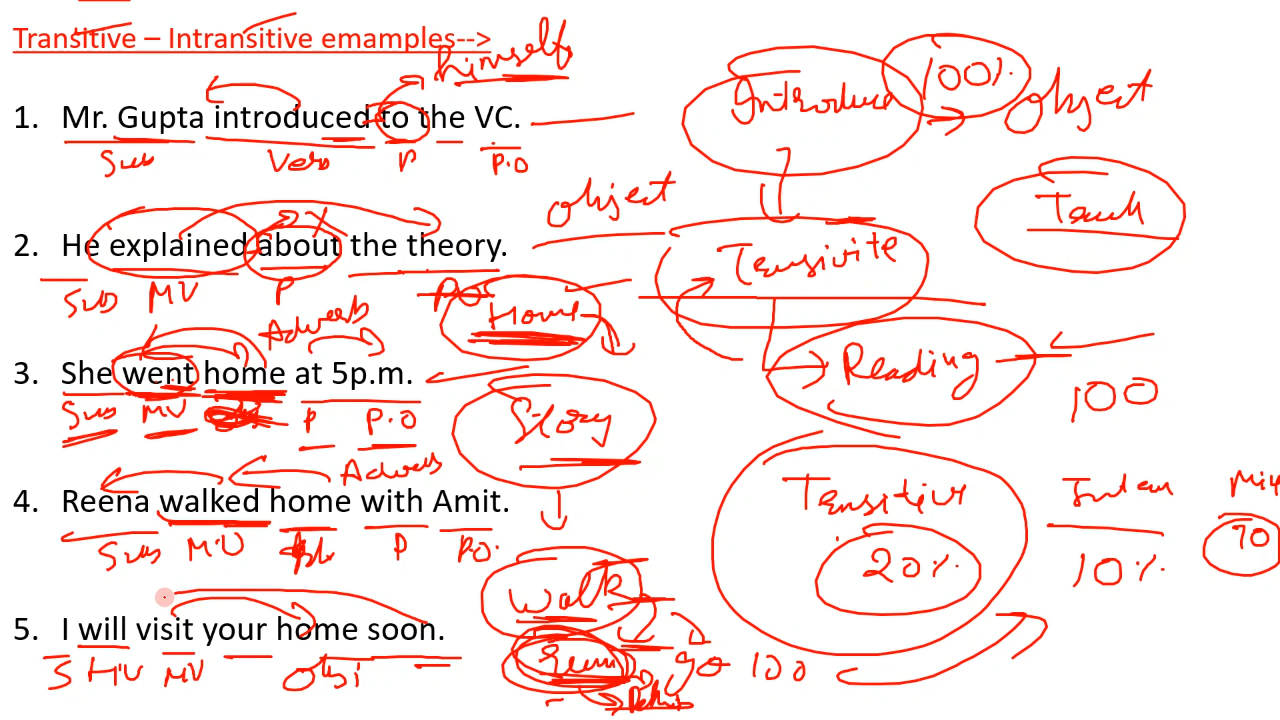 Transitive – Intransitive emamples-->
himself
1. Mr. Gupta introduced to the VC.
Sub Verb P P.O
Introduce 100% object
object
2. He explained about the theory.
Sub MV P PO
Tensivite
Touch
Home
Adverb
3. She went home at 5p.m.
Sub MV P P.O
Reading
100
Story
Adverb
4. Reena walked home with Amit.
Sub MV P P.O.
Tensitive
20%
10%
70
Walk
5. I will visit your home soon.
S HV MV Obj
go 100